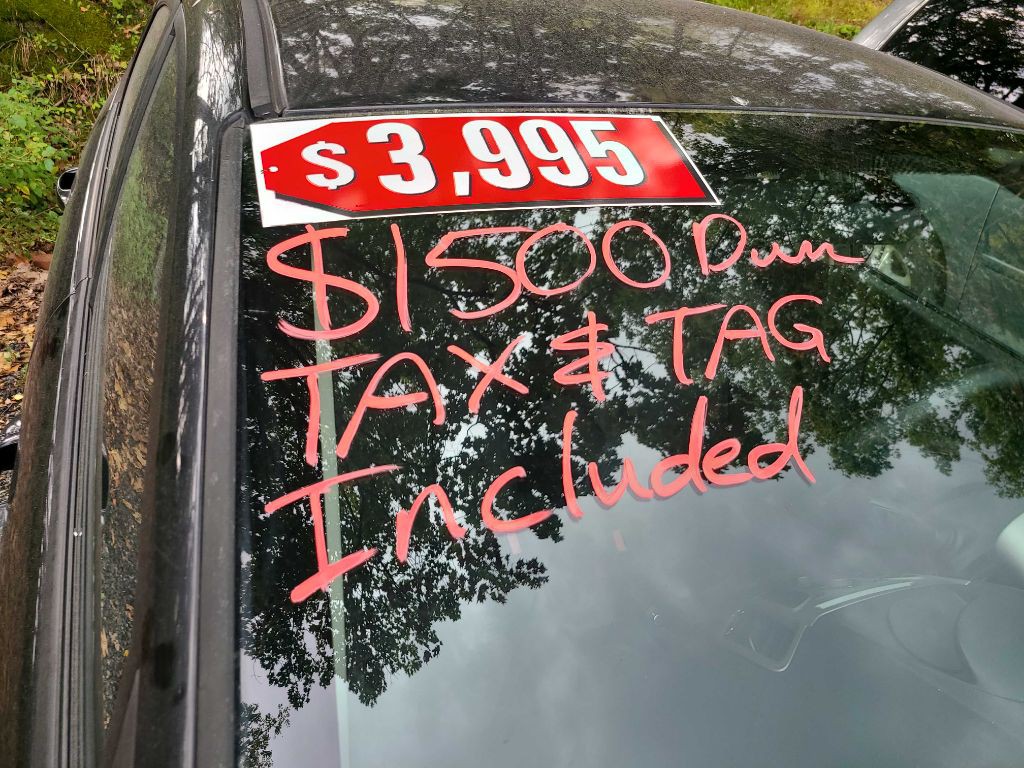 $3,995
$1500 Dwn
TAX & TAG
Included